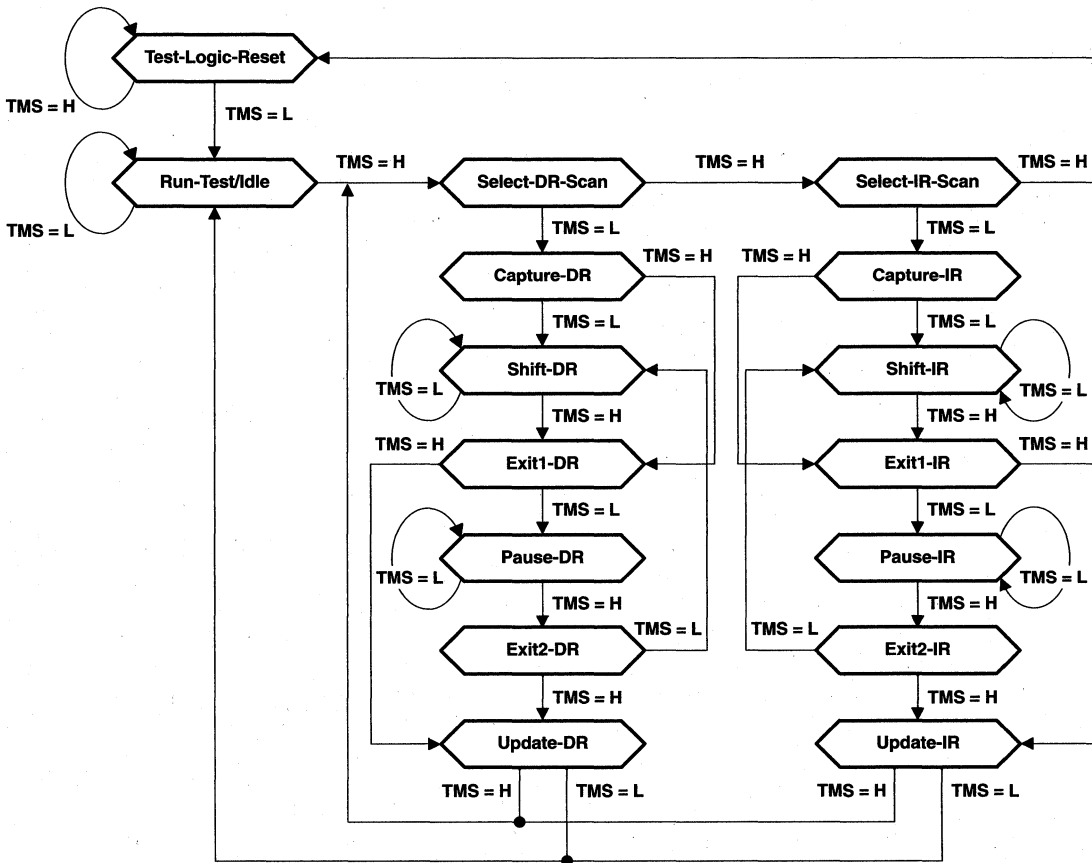 Test-Logic-Reset
TMS = H
TMS = L
TMS = H
TMS = H
TMS = H
Run-Test/Idle
Select-DR-Scan
Select-IR-Scan
TMS = L
TMS = L
TMS = L
TMS = H
TMS = H
Capture-DR
Capture-IR
TMS = L
TMS = L
Shift-DR
Shift-IR
TMS = L
TMS = L
TMS = H
TMS = H
TMS = H
TMS = H
Exit1-DR
Exit1-IR
TMS = L
TMS = L
Pause-DR
Pause-IR
TMS = L
TMS = L
TMS = H
TMS = H
TMS = L
TMS = L
Exit2-DR
Exit2-IR
TMS = H
TMS = H
Update-DR
Update-IR
TMS = H
TMS = L
TMS = H
TMS = L